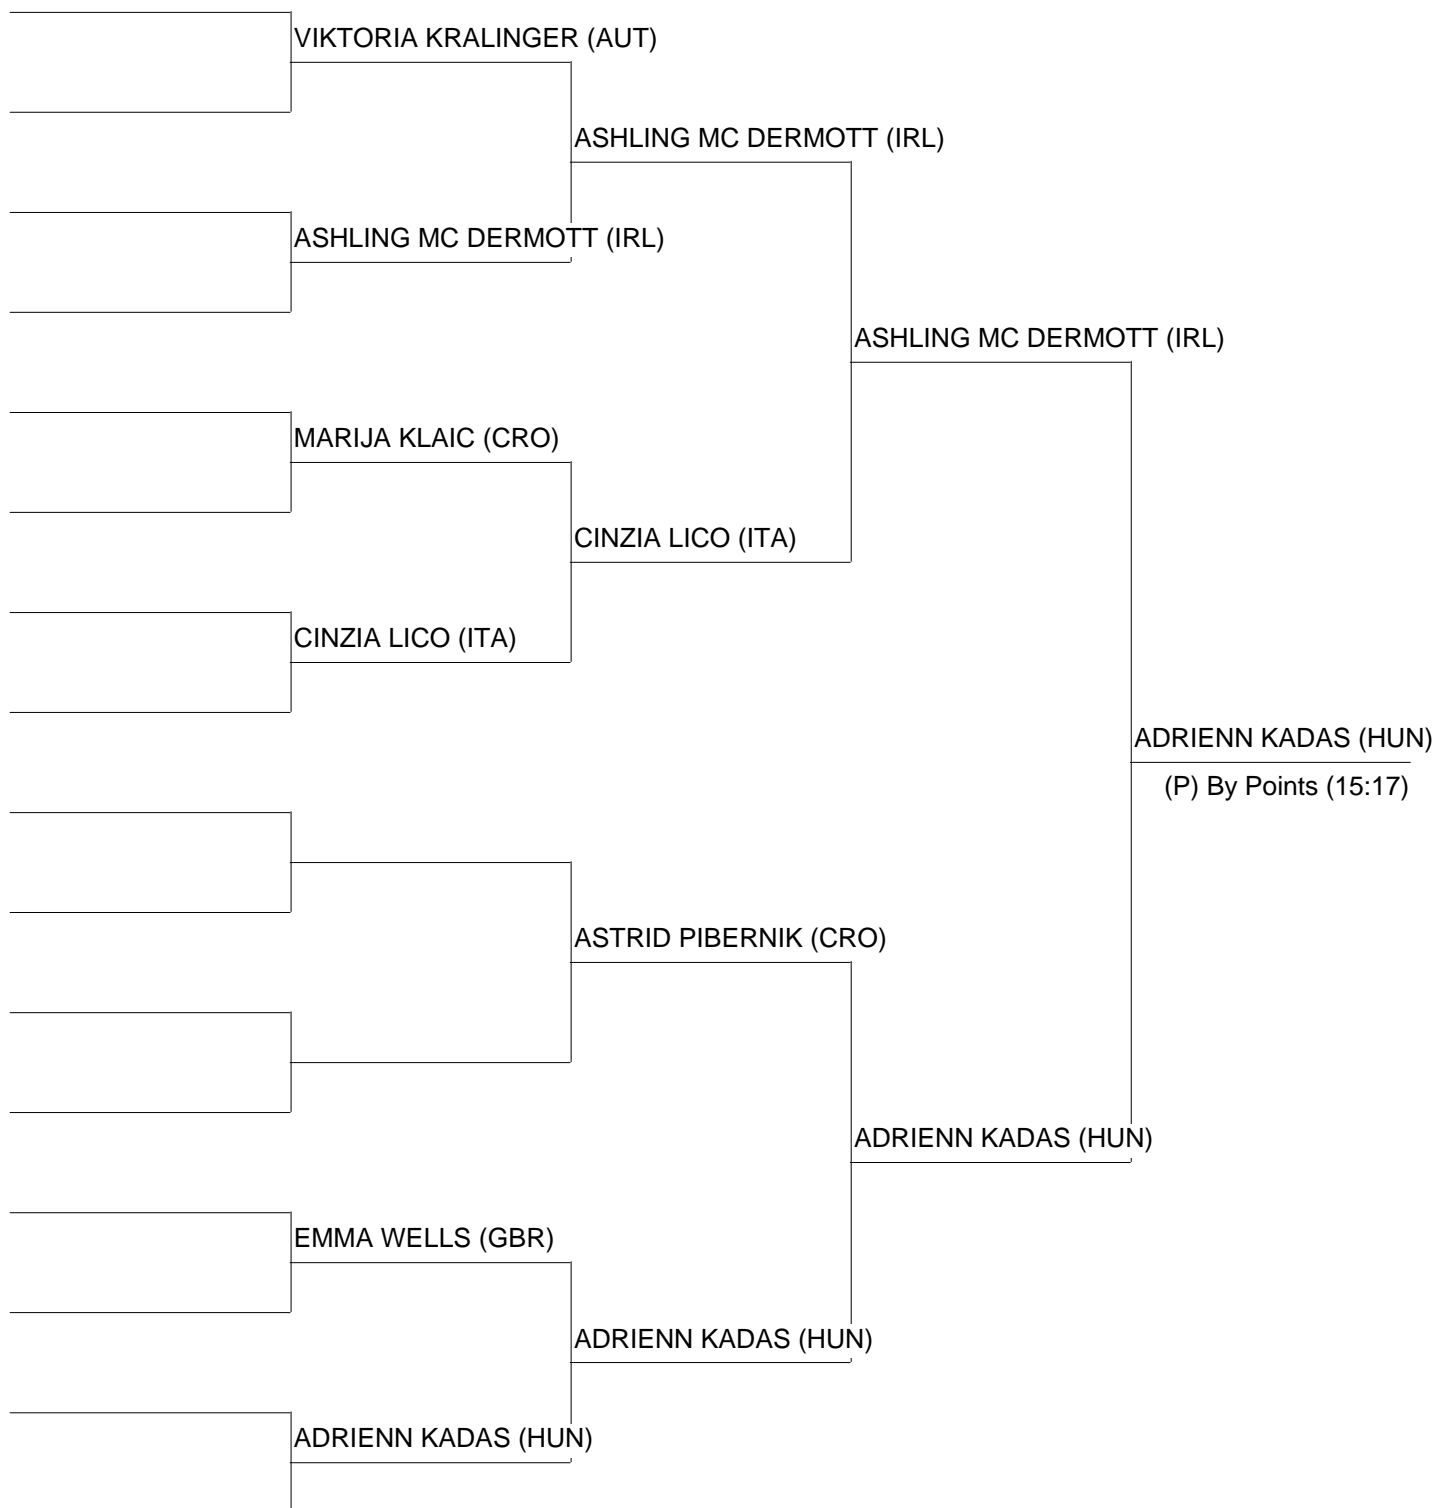 VIKTORIA KRALINGER (AUT)
ASHLING MC DERMOTT (IRL)
ASHLING MC DERMOTT (IRL)
ASHLING MC DERMOTT (IRL)
MARIJA KLAIC (CRO)
CINZIA LICO (ITA)
CINZIA LICO (ITA)
ADRIENN KADAS (HUN)
(P) By Points (15:17)
ASTRID PIBERNIK (CRO)
ADRIENN KADAS (HUN)
EMMA WELLS (GBR)
ADRIENN KADAS (HUN)
ADRIENN KADAS (HUN)